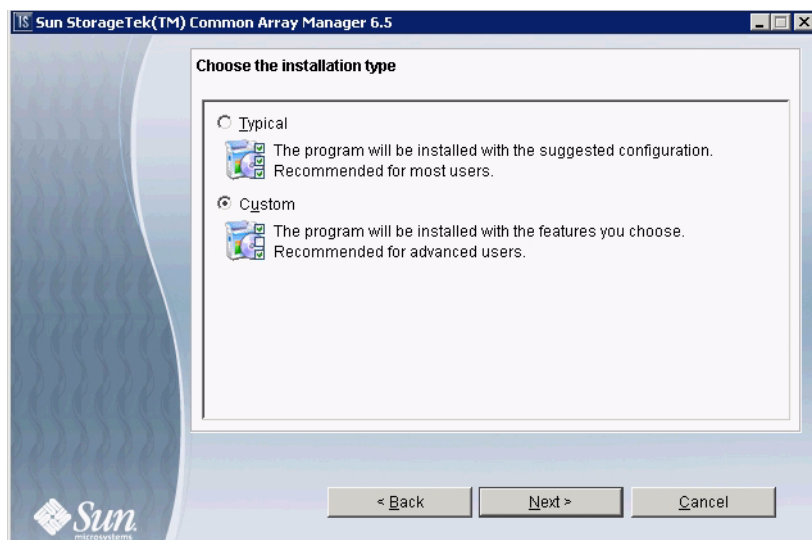 Sun StorageTek(TM) Common Array Manager 6.5
Choose the installation type
Typical
The program will be installed with the suggested configuration.
Recommended for most users.
Custom
The program will be installed with the features you choose.
Recommended for advanced users.
< Back
Next >
Cancel
Sun
microsystems